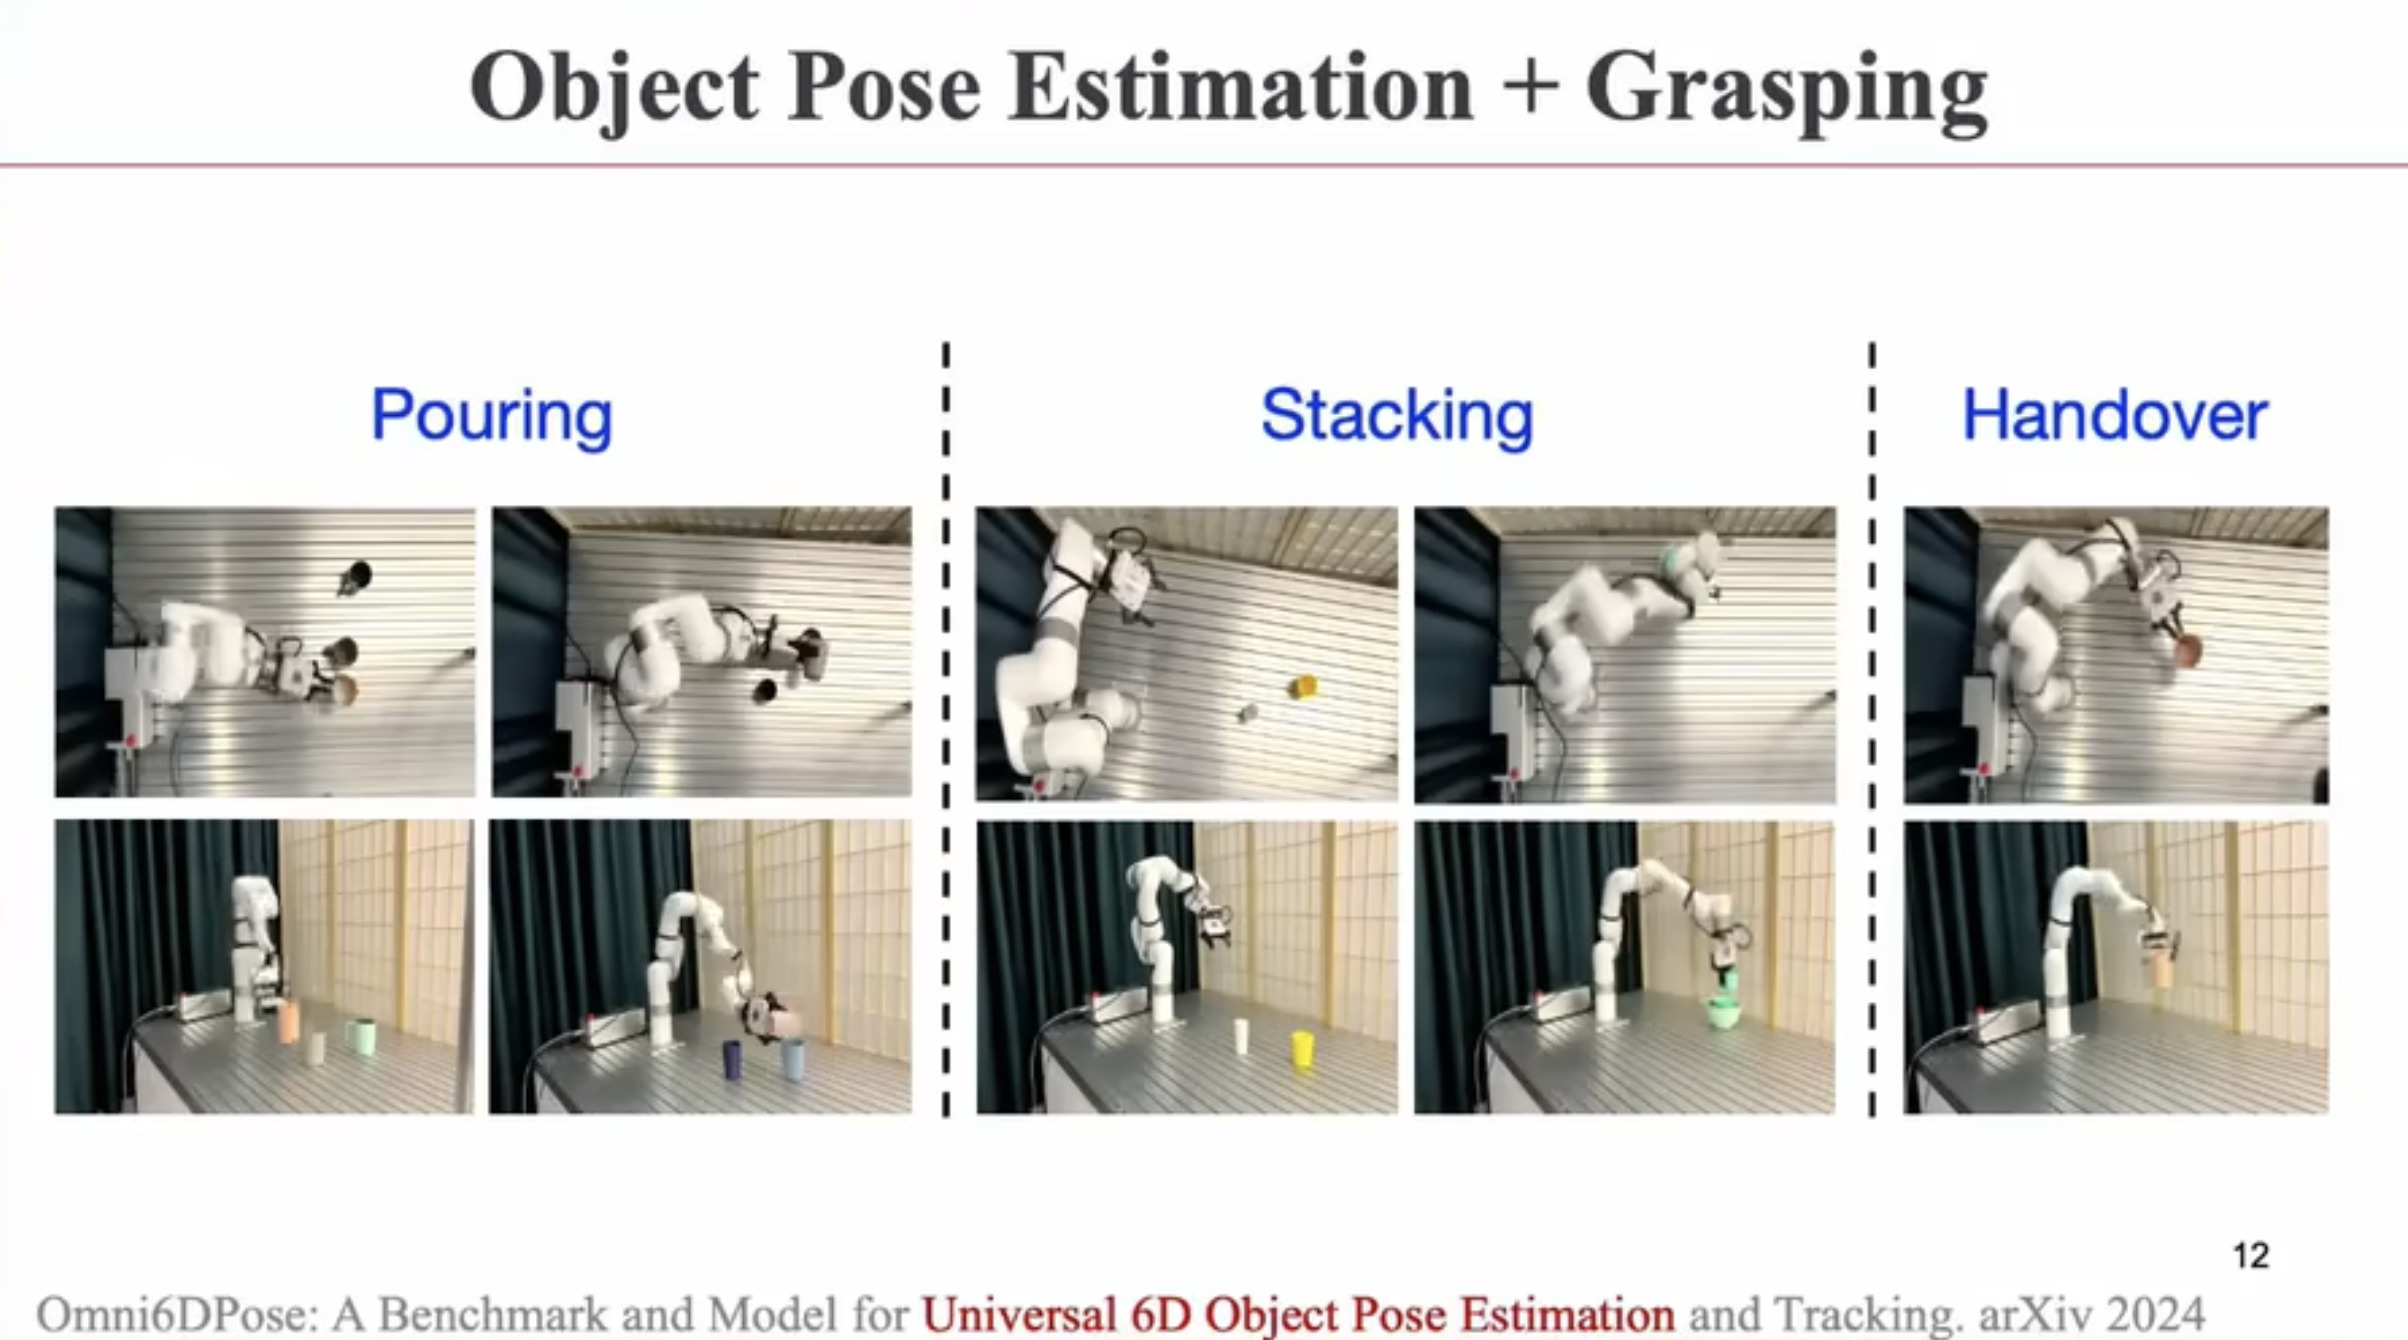 Object Pose Estimation + Grasping
Pouring
Stacking
Handover
12
Omni6DPose: A Benchmark and Model for Universal 6D Object Pose Estimation and Tracking. arXiv 2024